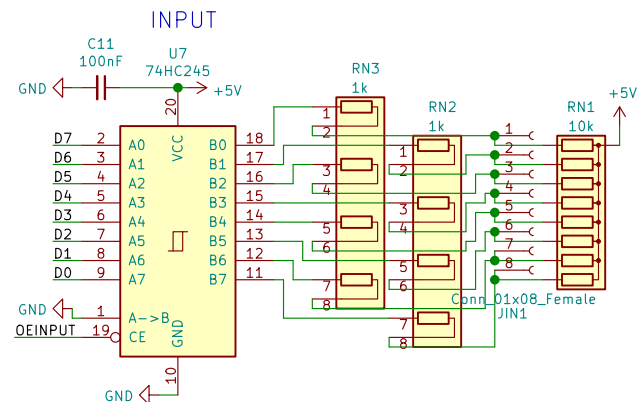 INPUT
C11
100nF
GND
U7
74HC245
+5V
20
VCC
D7 2 A0 B0 18
D6 3 A1 B1 17
D5 4 A2 B2 16
D4 5 A3 B3 15
D3 6 A4 B4 14
D2 7 A5 B5 13
D1 8 A6 B6 12
D0 9 A7 B7 11
GND 1 A->B
OEINPUT 19 CE
GND
10
GND
RN3
1k
1
2
3
4
5
6
7
8
RN2
1k
1
2
3
4
5
6
7
8
1
2
3
4
5
6
7
8
Conn_01x08_Female
JIN1
RN1
10k
+5V